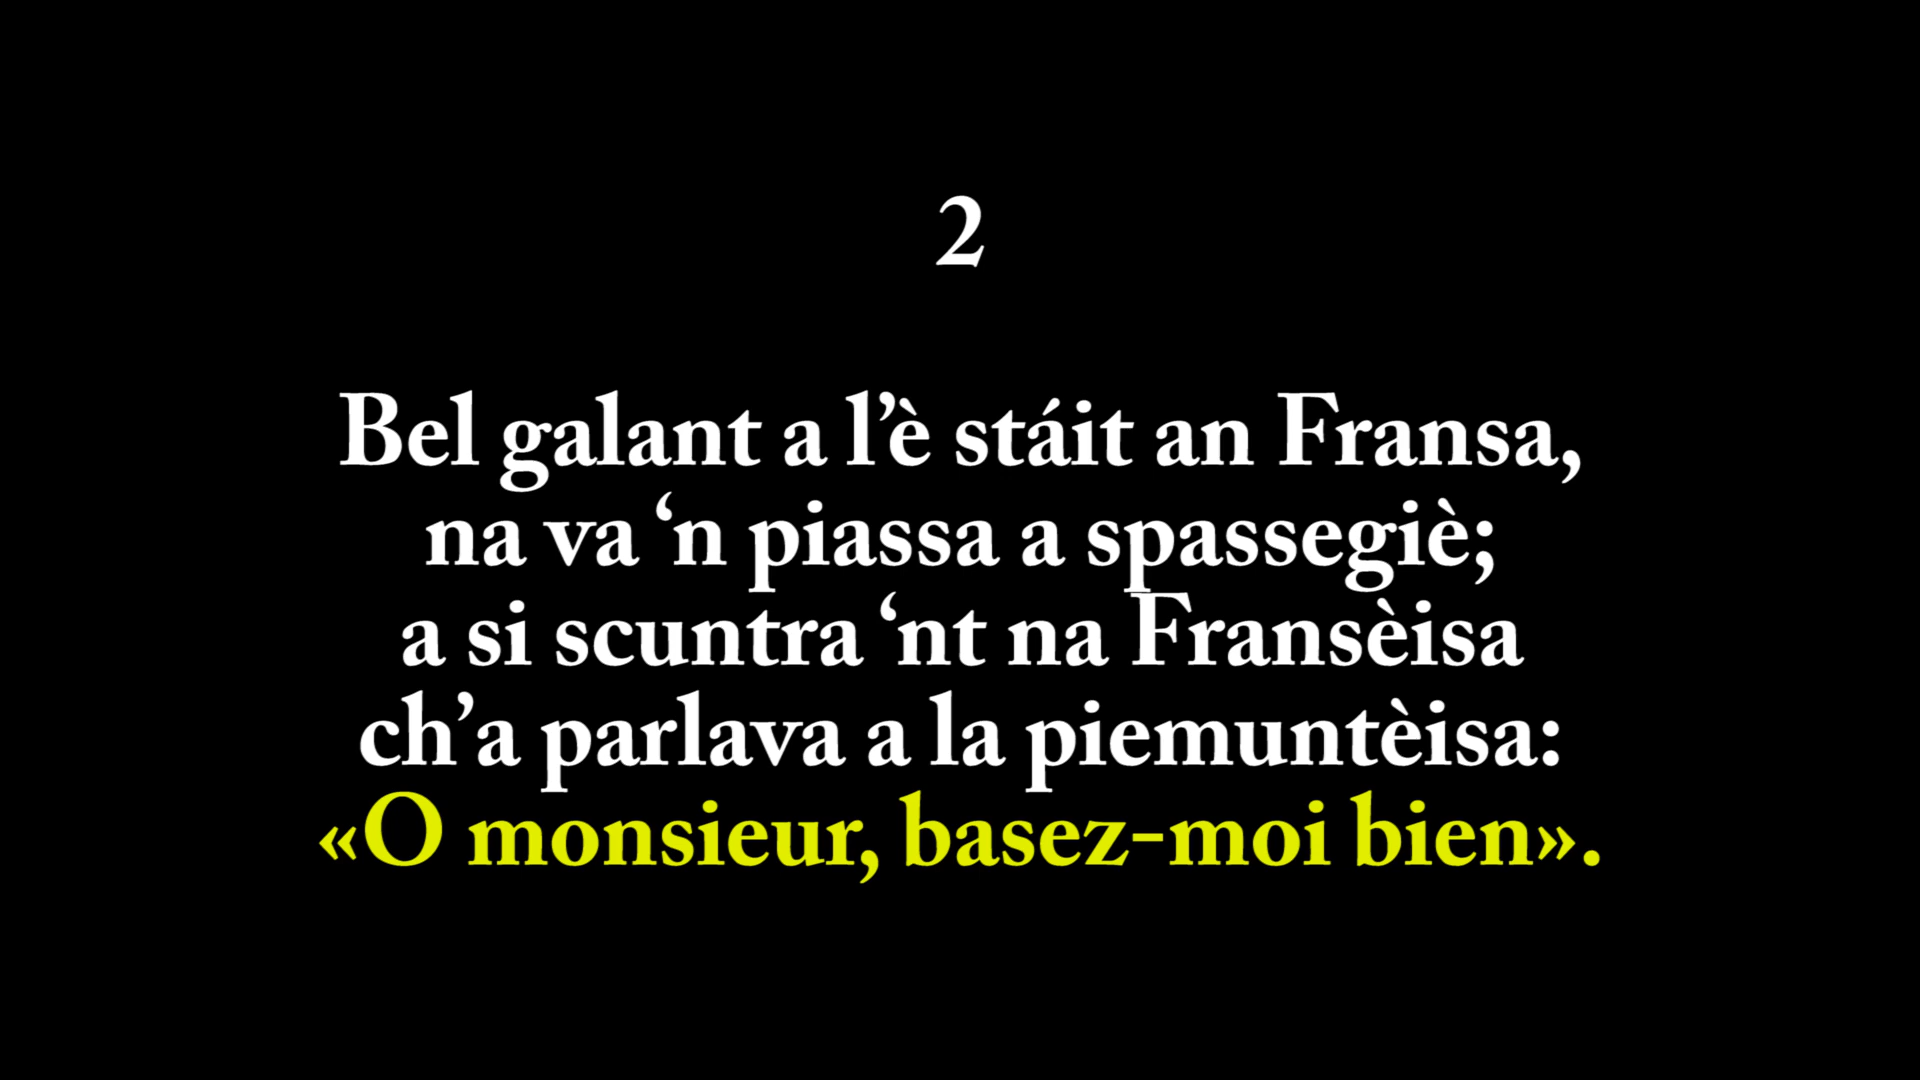 2
Bel galant a l’è stáit an Fransa,
na va ‘n piassa a spassegiè;
a si scuntra ‘nt na Fransèisa
ch’a parlava a la piemuntèisa:
«O monsieur, basez-moi bien».